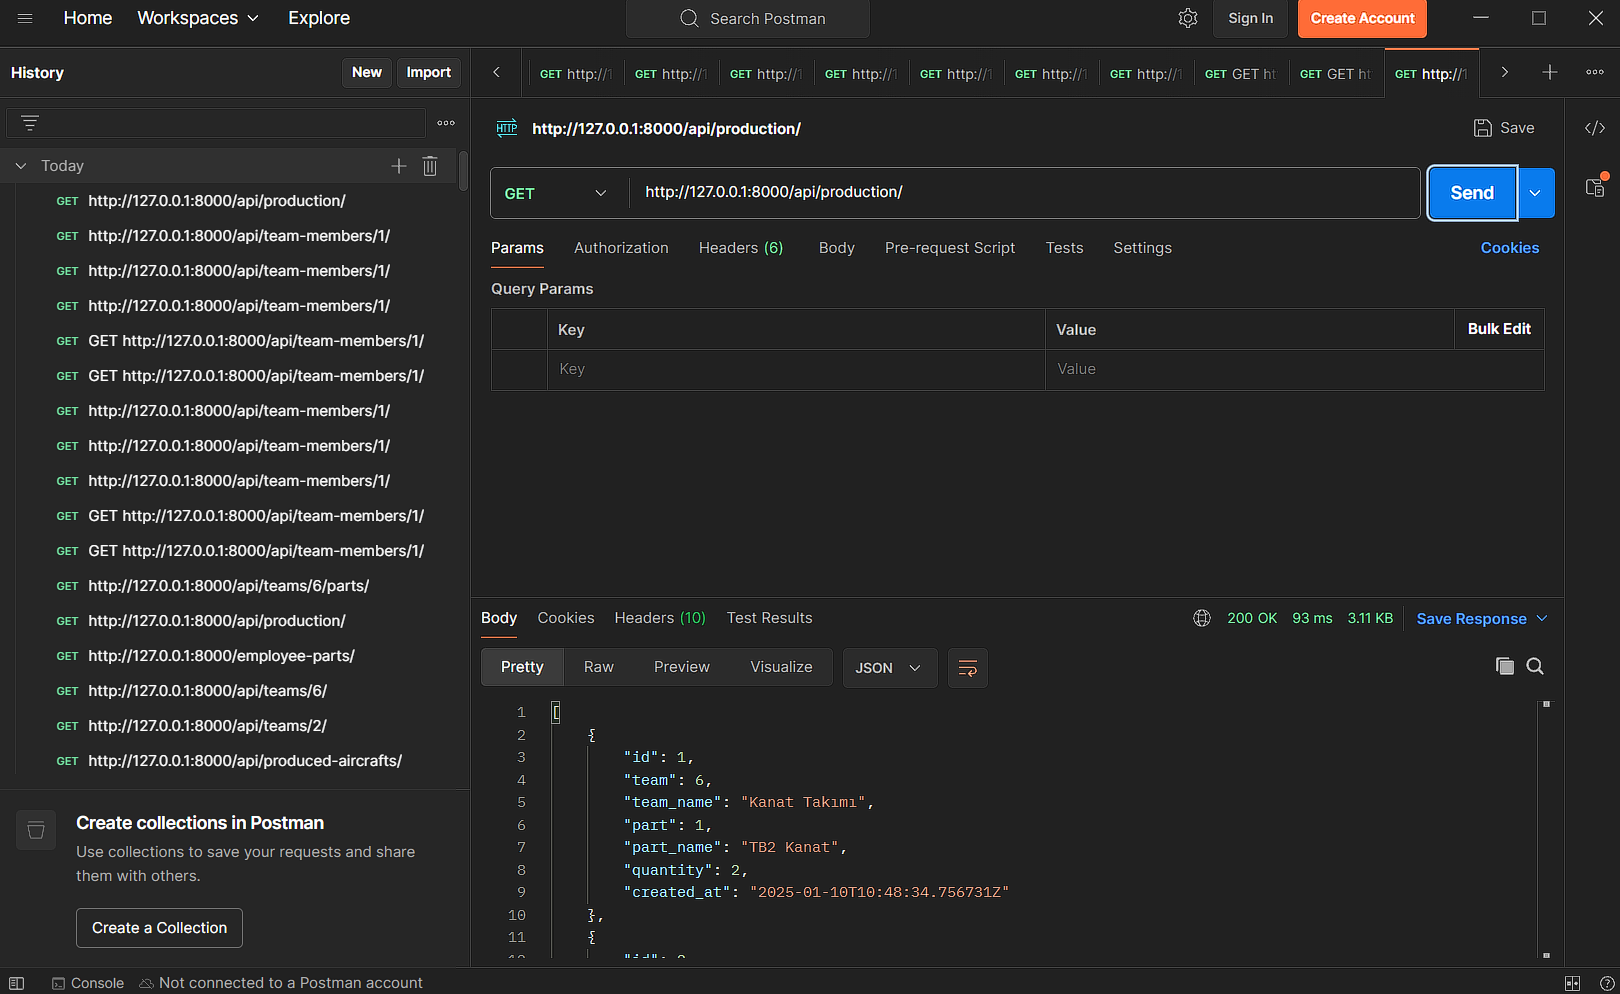 Home Workspaces Explore Search Postman Sign In Create Account
History New Import
GET http://1 GET http://1 GET http://1 GET http://1 GET http://1 GET http://1 GET http://1 GET GET ht GET GET ht GET http://1
Today
GET http://127.0.0.1:8000/api/production/
GET http://127.0.0.1:8000/api/team-members/1/
GET http://127.0.0.1:8000/api/team-members/1/
GET http://127.0.0.1:8000/api/team-members/1/
GET GET http://127.0.0.1:8000/api/team-members/1/
GET GET http://127.0.0.1:8000/api/team-members/1/
GET http://127.0.0.1:8000/api/team-members/1/
GET http://127.0.0.1:8000/api/team-members/1/
GET http://127.0.0.1:8000/api/team-members/1/
GET GET http://127.0.0.1:8000/api/team-members/1/
GET GET http://127.0.0.1:8000/api/team-members/1/
GET http://127.0.0.1:8000/api/teams/6/parts/
GET http://127.0.0.1:8000/api/production/
GET http://127.0.0.1:8000/employee-parts/
GET http://127.0.0.1:8000/api/teams/6/
GET http://127.0.0.1:8000/api/teams/2/
GET http://127.0.0.1:8000/api/produced-aircrafts/
Create collections in Postman
Use collections to save your requests and share
them with others.
Create a Collection
HTTP http://127.0.0.1:8000/api/production/ Save
GET http://127.0.0.1:8000/api/production/ Send
Params Authorization Headers (6) Body Pre-request Script Tests Settings Cookies
Query Params
Key Value Bulk Edit
Key Value
Body Cookies Headers (10) Test Results 200 OK 93 ms 3.11 KB Save Response
Pretty Raw Preview Visualize JSON
1 [
2 {
3 "id": 1,
4 "team": 6,
5 "team_name": "Kanat Takımı",
6 "part": 1,
7 "part_name": "TB2 Kanat",
8 "quantity": 2,
9 "created_at": "2025-01-10T10:48:34.756731Z"
10 },
11 {
Console Not connected to a Postman account